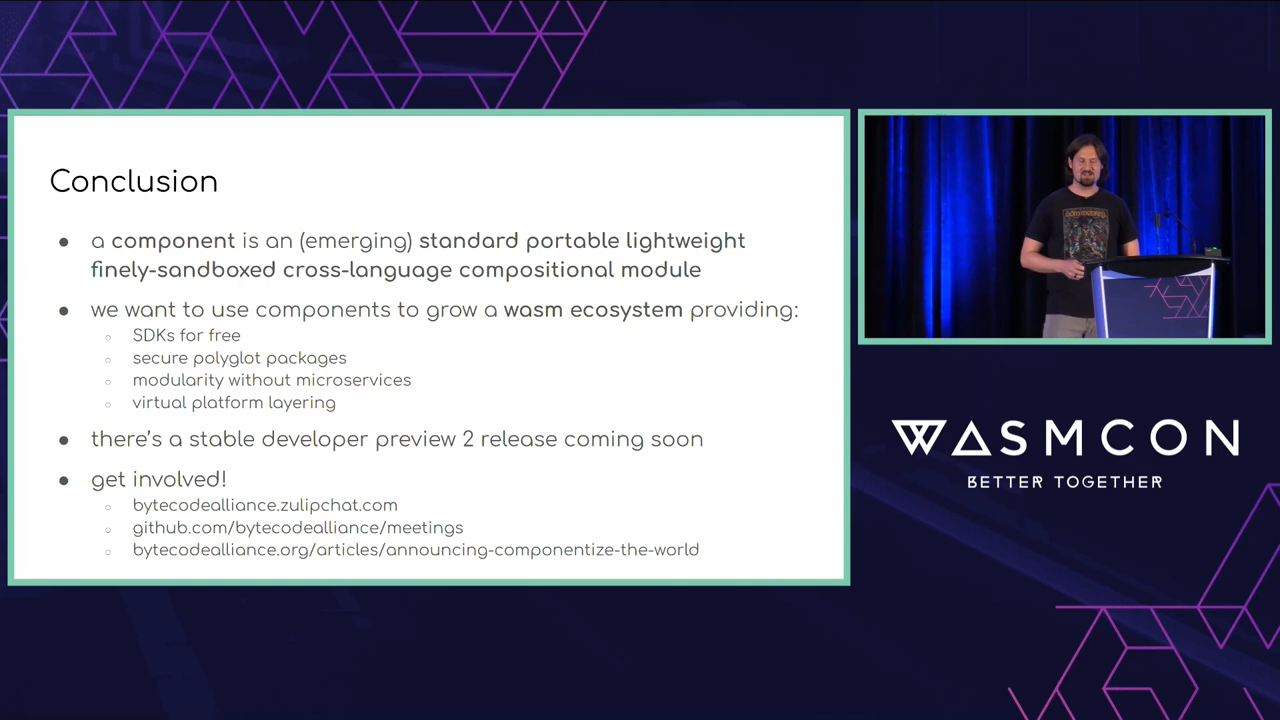 Conclusion
● a component is an (emerging) standard portable lightweight
finely-sandboxed cross-language compositional module
● we want to use components to grow a wasm ecosystem providing:
○ SDKs for free
○ secure polyglot packages
○ modularity without microservices
○ virtual platform layering
● there's a stable developer preview 2 release coming soon
● get involved!
○ bytecodealliance.zulipchat.com
○ github.com/bytecodealliance/meetings
○ bytecodealliance.org/articles/announcing-componentize-the-world
WASMCON
BETTER TOGETHER